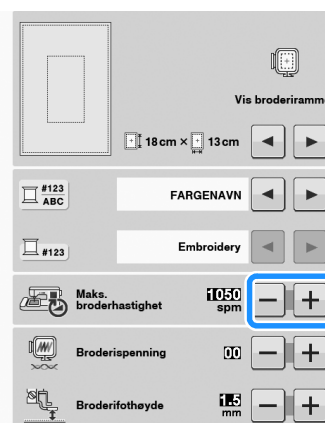 Vis broderiramme
18 cm × 13 cm
#123
ABC
FARGENAVN
#123
Embroidery
Maks.
broderhastighet
1050
spm
Broderispenning
00
Broderifothøyde
1.5
mm